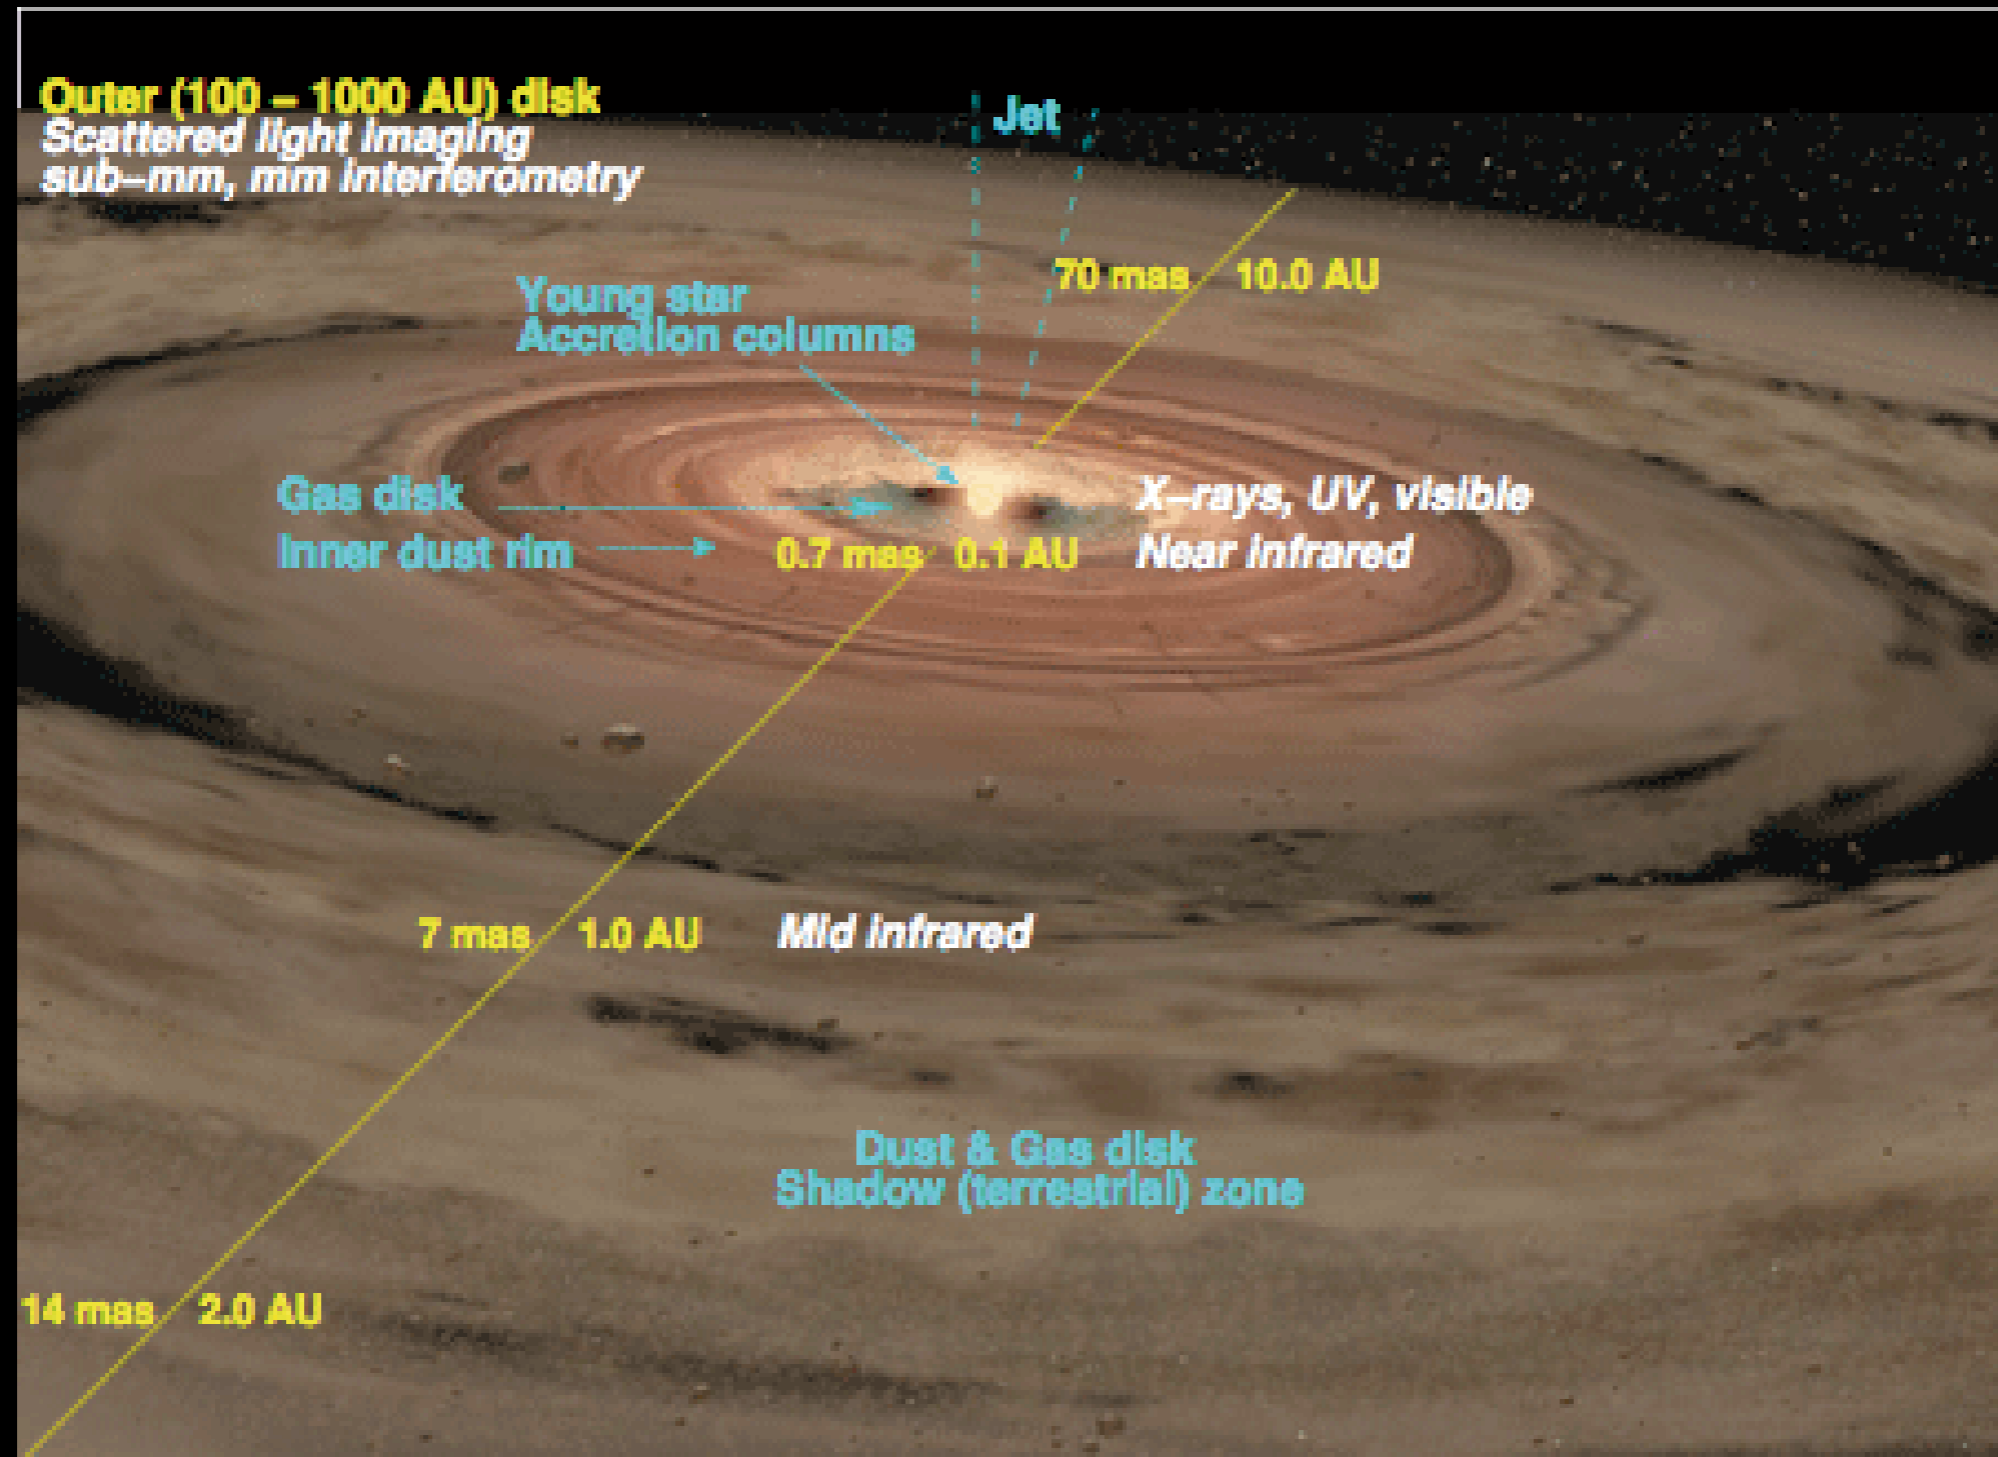 Outer (100 – 1000 AU) disk
Scattered light imaging
sub–mm, mm interferometry
Jet
70 mas 10.0 AU
Young star
Accretion columns
Gas disk
X–rays, UV, visible
Inner dust rim
0.7 mas 0.1 AU
Near infrared
7 mas 1.0 AU
Mid infrared
Dust & Gas disk
Shadow (terrestrial) zone
14 mas 2.0 AU